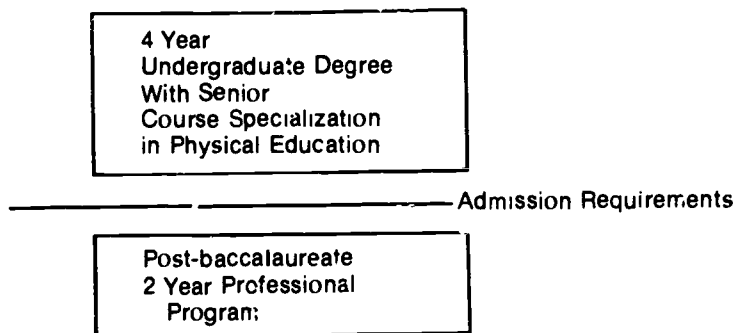 4 Year
Undergraduate Degree
With Senior
Course Specialization
in Physical Education
Admission Requirements
Post-baccalaureate
2 Year Professional
Program